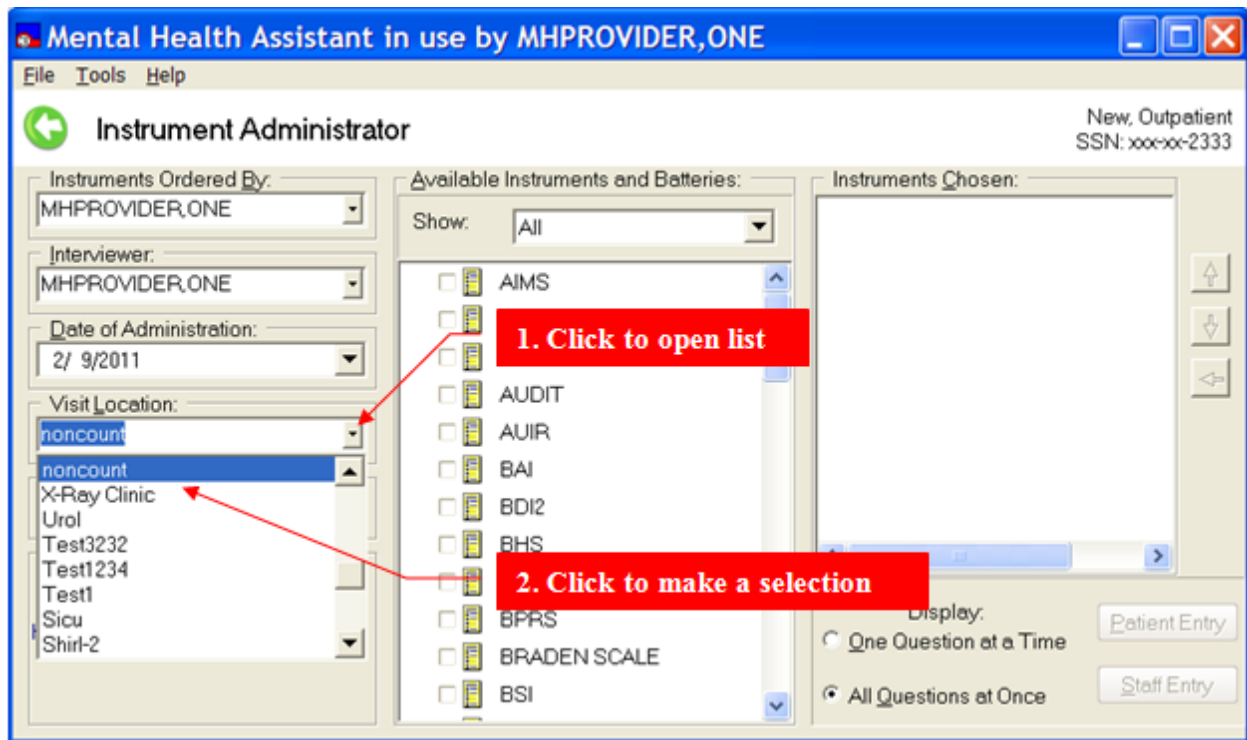 Mental Health Assistant in use by MHPROVIDER,ONE
File Tools Help
Instrument Administrator
New, Outpatient
SSN: xxx-xx-2333
Instruments Ordered By:
MHPROVIDER,ONE
Interviewer:
MHPROVIDER,ONE
Date of Administration:
2/ 9/2011
Visit Location:
noncount
noncount
X-Ray Clinic
Urol
Test3232
Test1234
Test1
Sicu
Shirl-2
Available Instruments and Batteries:
Show: All
AIMS
1. Click to open list
AUDIT
AUIR
BAI
BDI2
BHS
2. Click to make a selection
BPRS
BRADEN SCALE
BSI
Instruments Chosen:
Display:
One Question at a Time
All Questions at Once
Patient Entry
Staff Entry